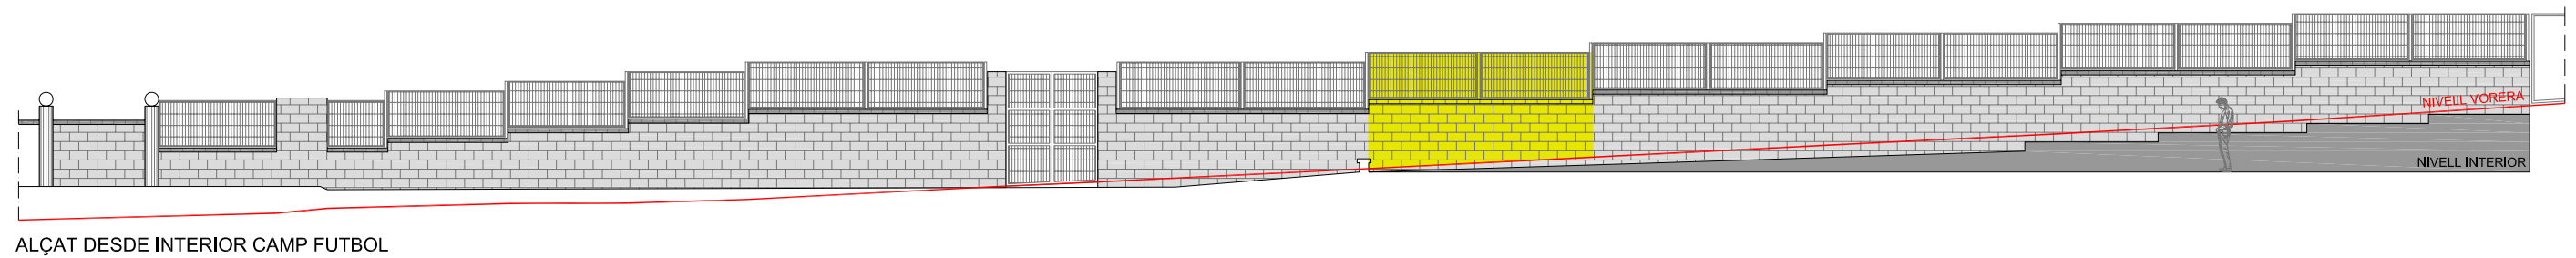 NIVELL VORERA
NIVELL INTERIOR
ALÇAT DESDE INTERIOR CAMP FUTBOL